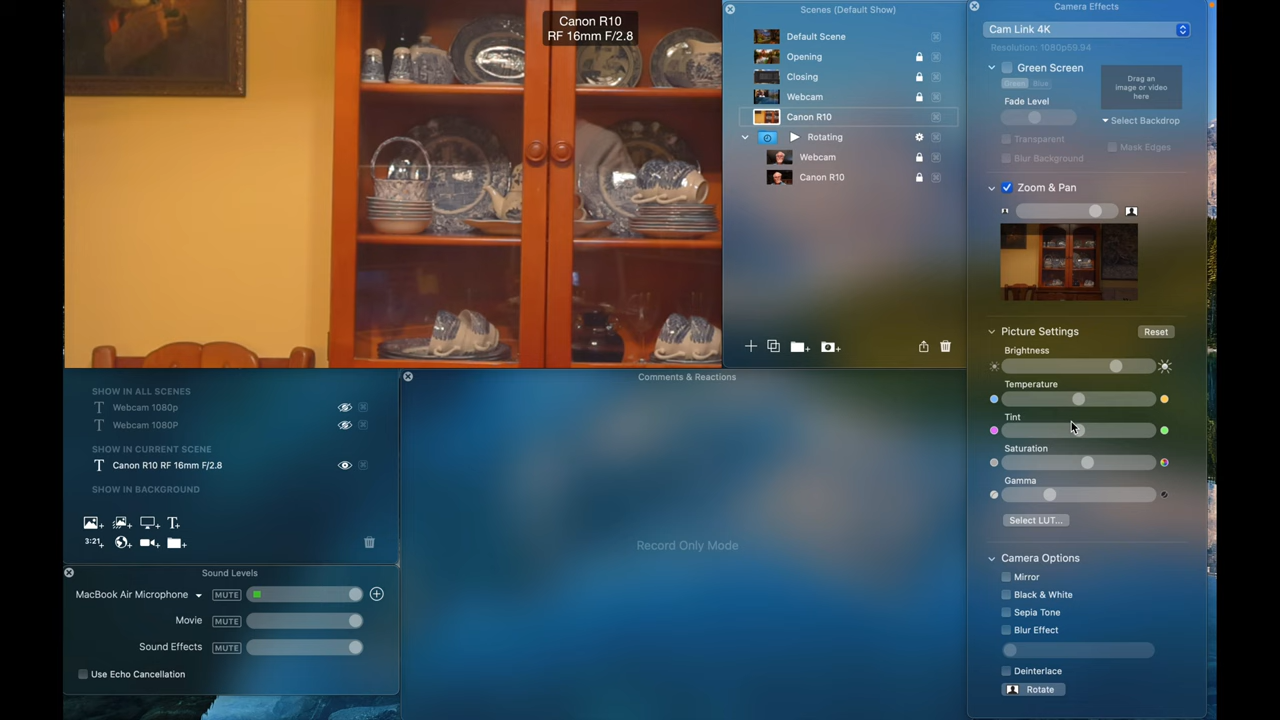 Canon R10
RF 16mm F/2.8
Scenes (Default Show)
Default Scene
Opening
Closing
Webcam
Canon R10
Rotating
Webcam
Canon R10
Camera Effects
Cam Link 4K
Resolution: 1080p59.94
Green Screen
Green Blue
Fade Level
Transparent
Blur Background
Drag an
image or video
here
Select Backdrop
Mask Edges
Zoom & Pan
Picture Settings
Reset
Brightness
Temperature
Tint
Saturation
Gamma
Select LUT...
Camera Options
Mirror
Black & White
Sepia Tone
Blur Effect
Deinterlace
Rotate
SHOW IN ALL SCENES
Webcam 1080p
Webcam 1080P
SHOW IN CURRENT SCENE
Canon R10 RF 16mm F/2.8
SHOW IN BACKGROUND
3:21+
Sound Levels
MacBook Air Microphone MUTE
Movie MUTE
Sound Effects MUTE
Use Echo Cancellation
Comments & Reactions
Record Only Mode